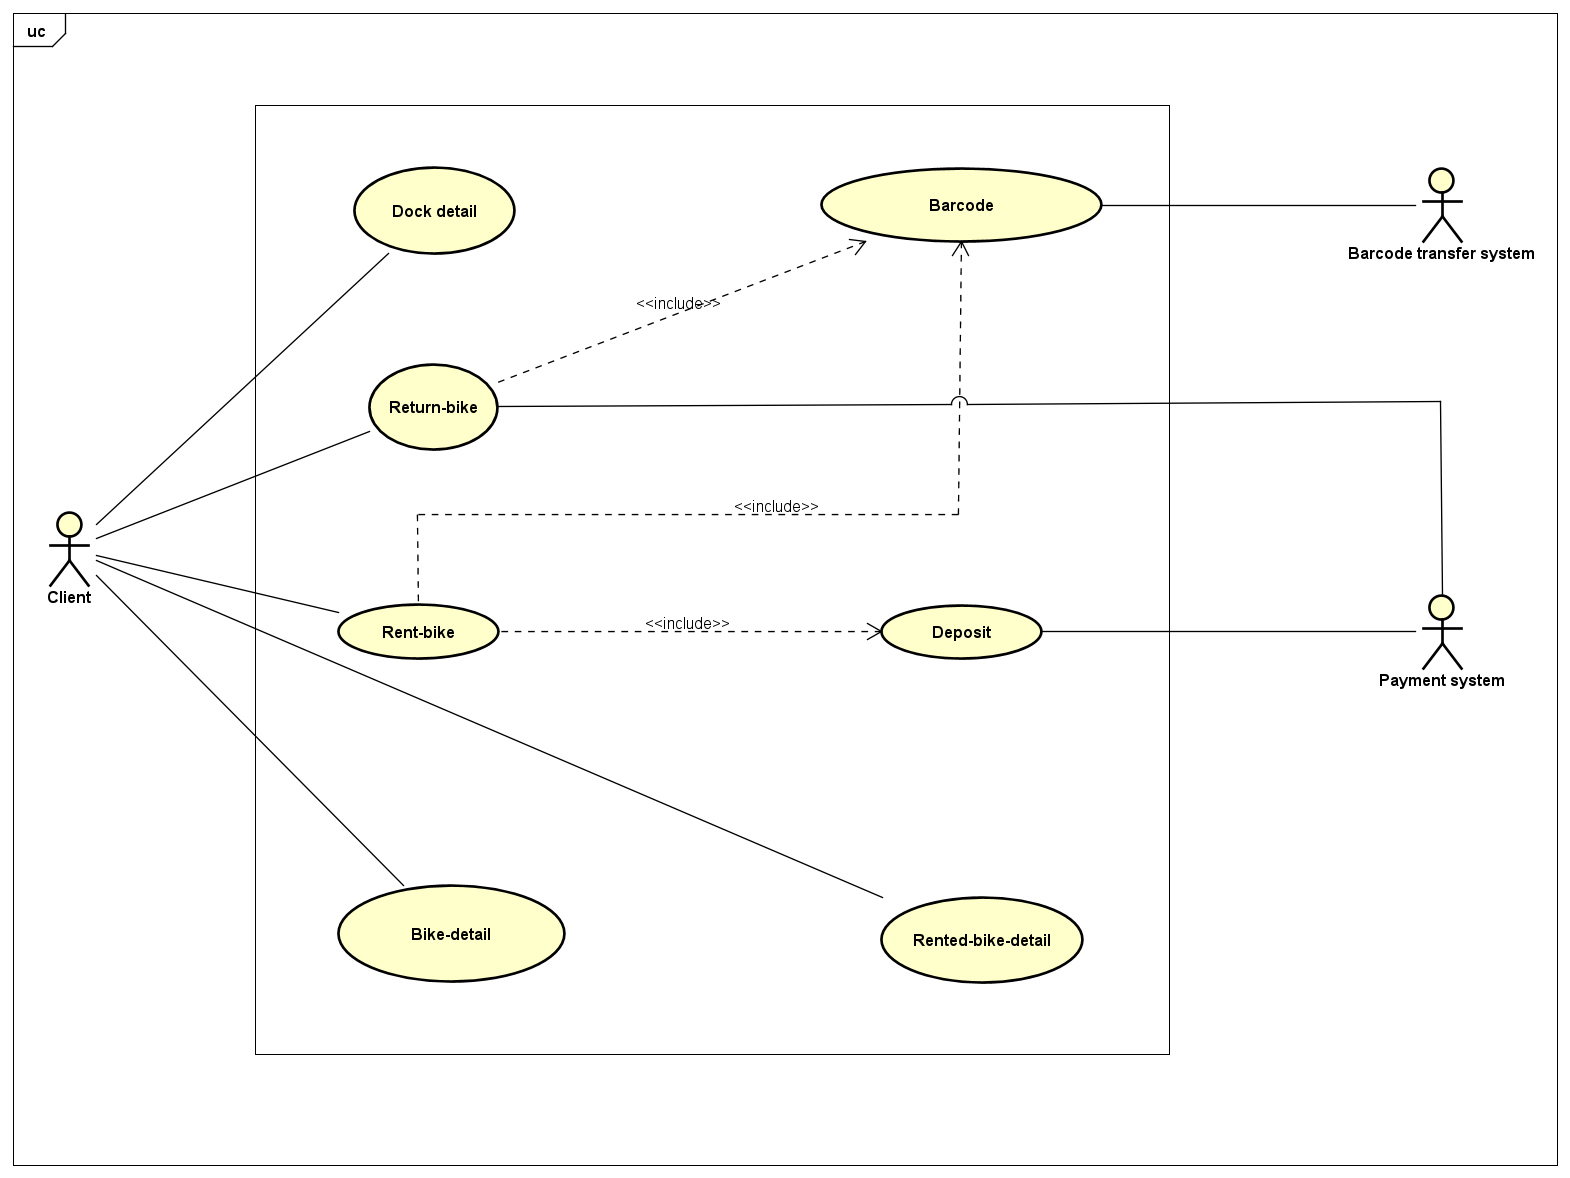 uc
Dock detail
Barcode
Barcode transfer system
<<include>>
Return-bike
<<include>>
Client
Rent-bike
<<include>>
Deposit
Payment system
Bike-detail
Rented-bike-detail